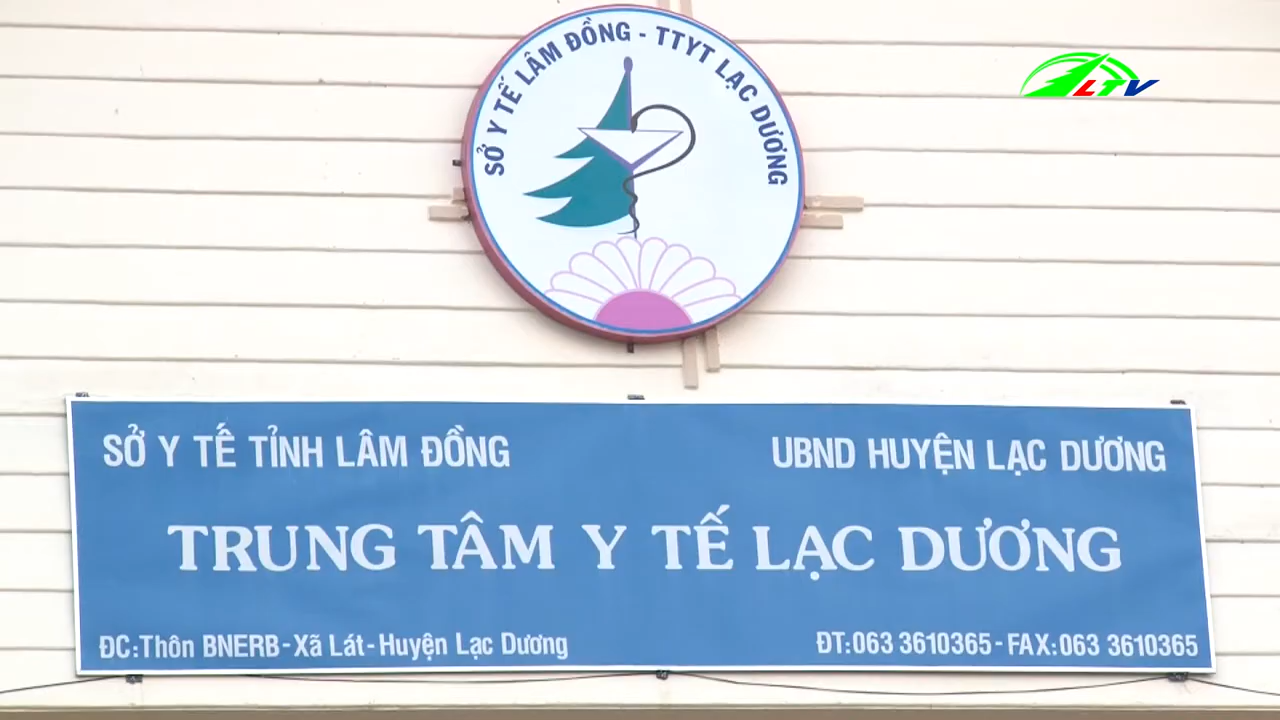 SỞ Y TẾ LÂM ĐỒNG - TTYT LẠC DƯƠNG
LTV
SỞ Y TẾ TỈNH LÂM ĐỒNG
UBND HUYỆN LẠC DƯƠNG
TRUNG TÂM Y TẾ LẠC DƯƠNG
ĐC:Thôn BNERB-Xã Lát-Huyện Lạc Dương
ĐT:063 3610365-FAX:063 3610365